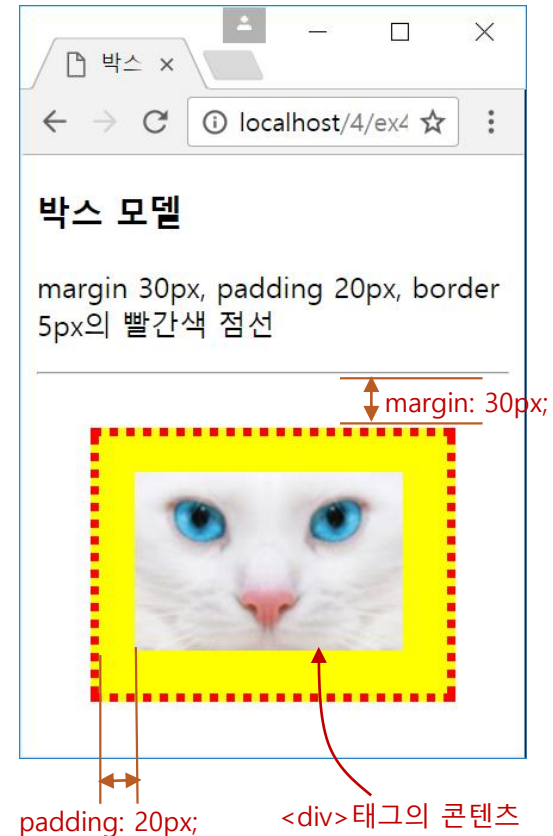 박스
localhost/4/ex4
박스 모델
margin 30px, padding 20px, border
5px의 빨간색 점선
margin: 30px;
padding: 20px;
<div>태그의 콘텐츠